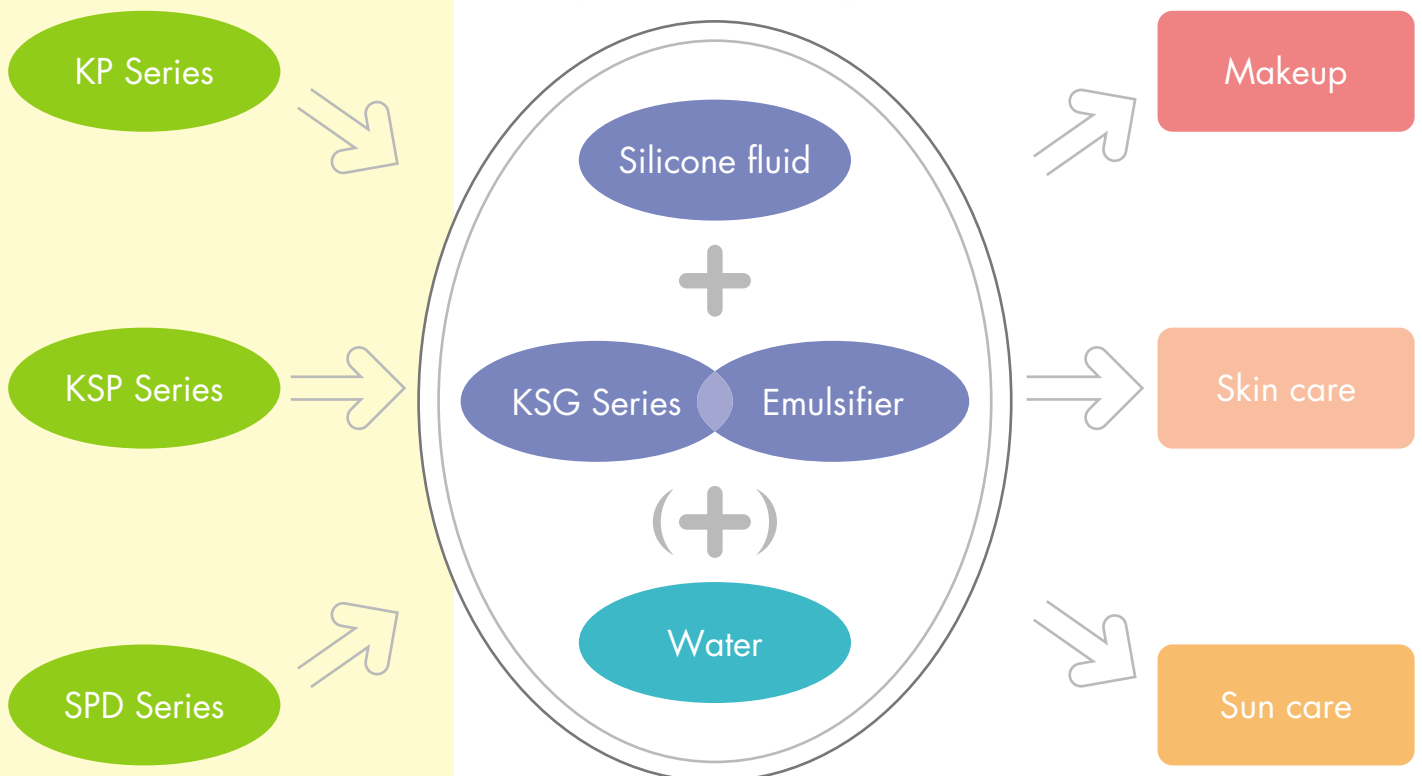 KP Series
KSP Series
SPD Series
Silicone fluid
+
KSG Series
Emulsifier
(+)
Water
Makeup
Skin care
Sun care